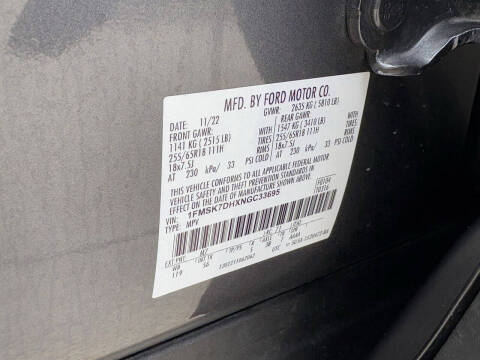 MFD. BY FORD MOTOR CO.
DATE: 11/22 GVWR: 2635 KG ( 5810 LB)
FRONT GAWR: REAR GAWR:
1141 KG ( 2515 LB) WITH 1547 KG ( 3410 LB) WITH
255/65R18 111H TIRES 255/65R18 111H TIRES
18x7.5J RIMS 18x7.5J RIMS
AT 230 kPa/ 33 PSI COLD AT 230 kPa/ 33 PSI COLD
THIS VEHICLE CONFORMS TO ALL APPLICABLE FEDERAL MOTOR
VEHICLE SAFETY AND THEFT PREVENTION STANDARDS IN
EFFECT ON THE DATE OF MANUFACTURE SHOWN ABOVE.
VIN: 1FMSK7DHXNGC33695
TYPE: MPV
EXT PNT:
WB
119